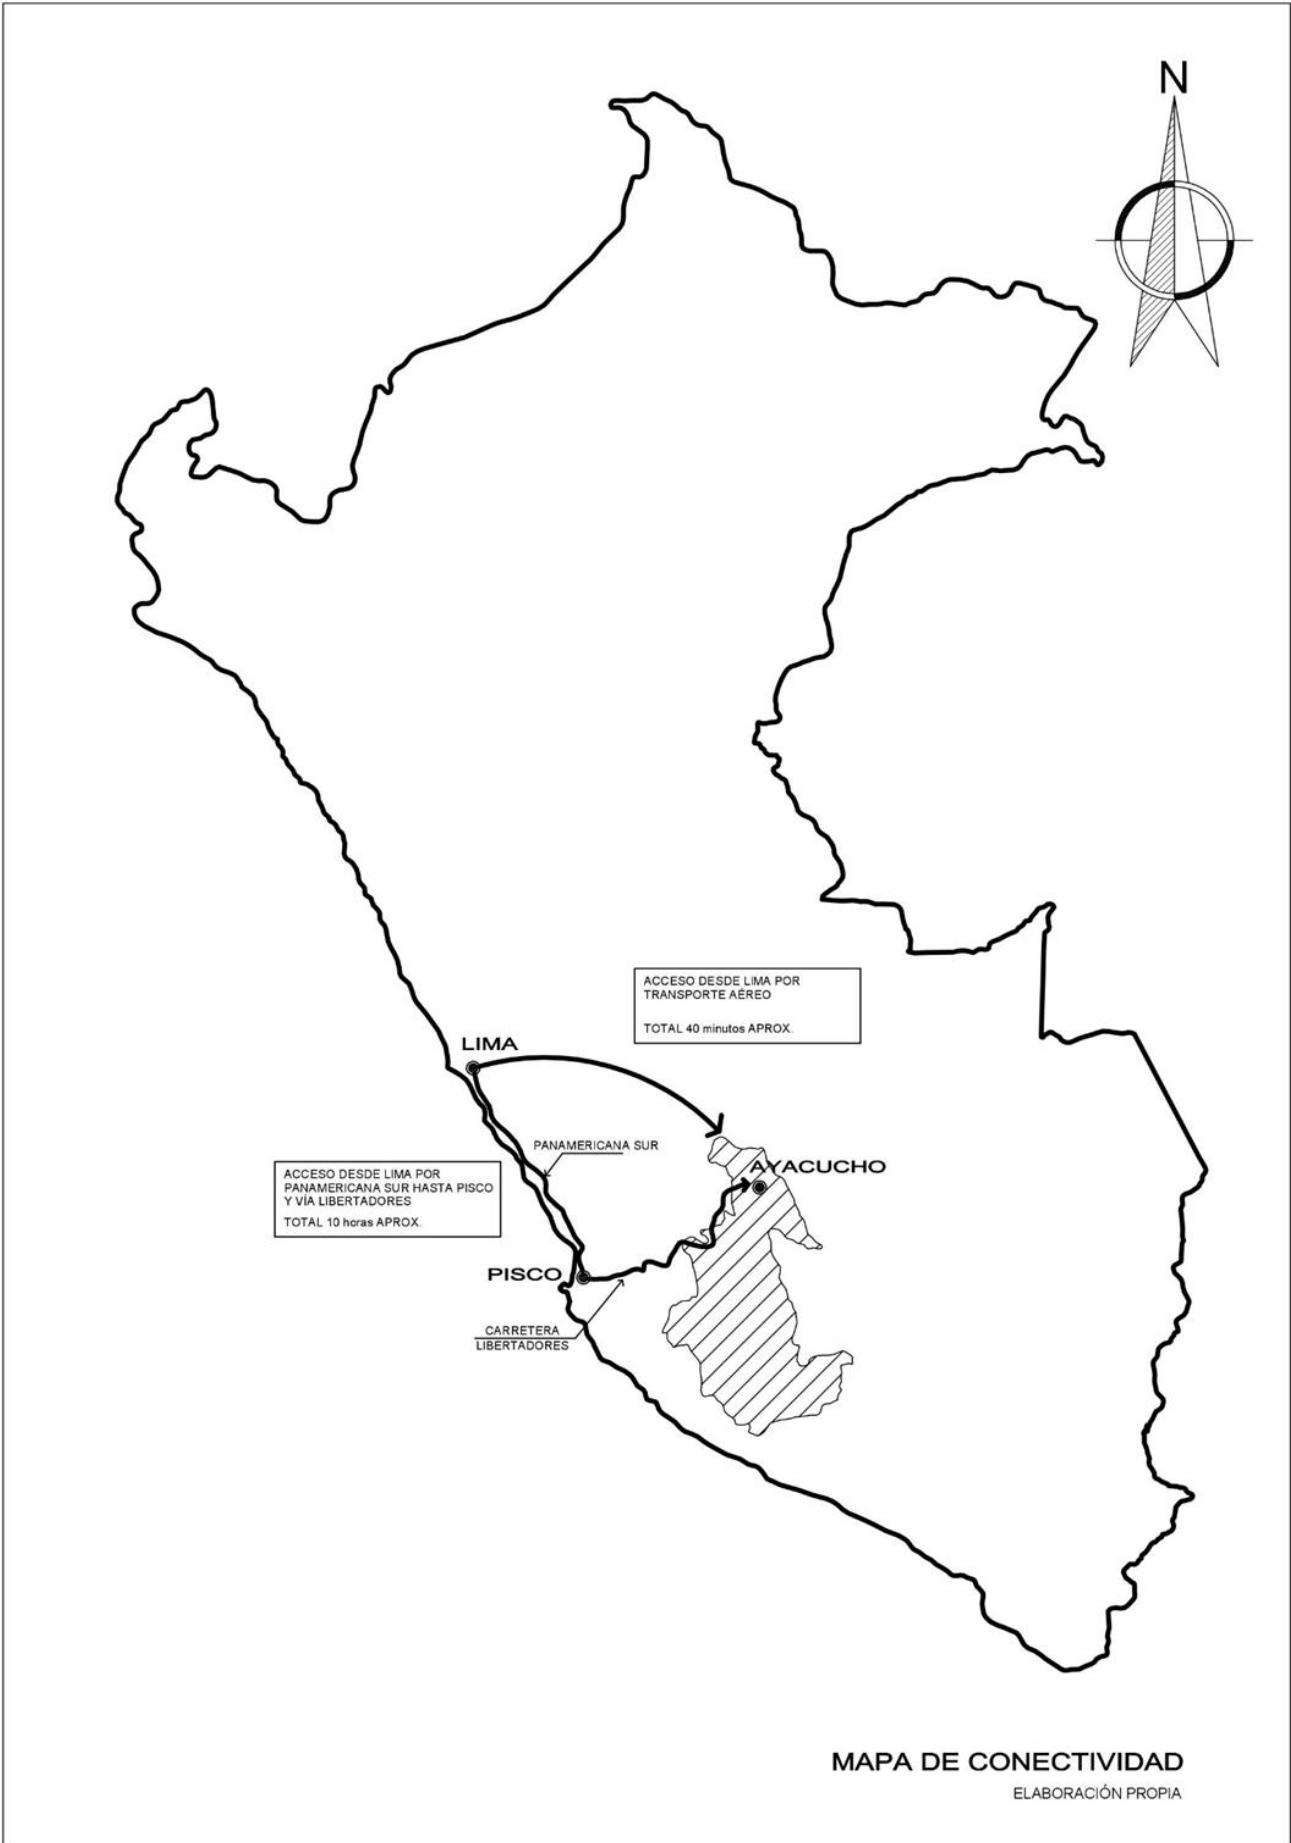 N
ACCESO DESDE LIMA POR
TRANSPORTE AÉREO
TOTAL 40 minutos APROX.
LIMA
PANAMERICANA SUR
ACCESO DESDE LIMA POR
PANAMERICANA SUR HASTA PISCO
Y VÍA LIBERTADORES
TOTAL 10 horas APROX.
AYACUCHO
PISCO
CARRETERA
LIBERTADORES
MAPA DE CONECTIVIDAD
ELABORACIÓN PROPIA